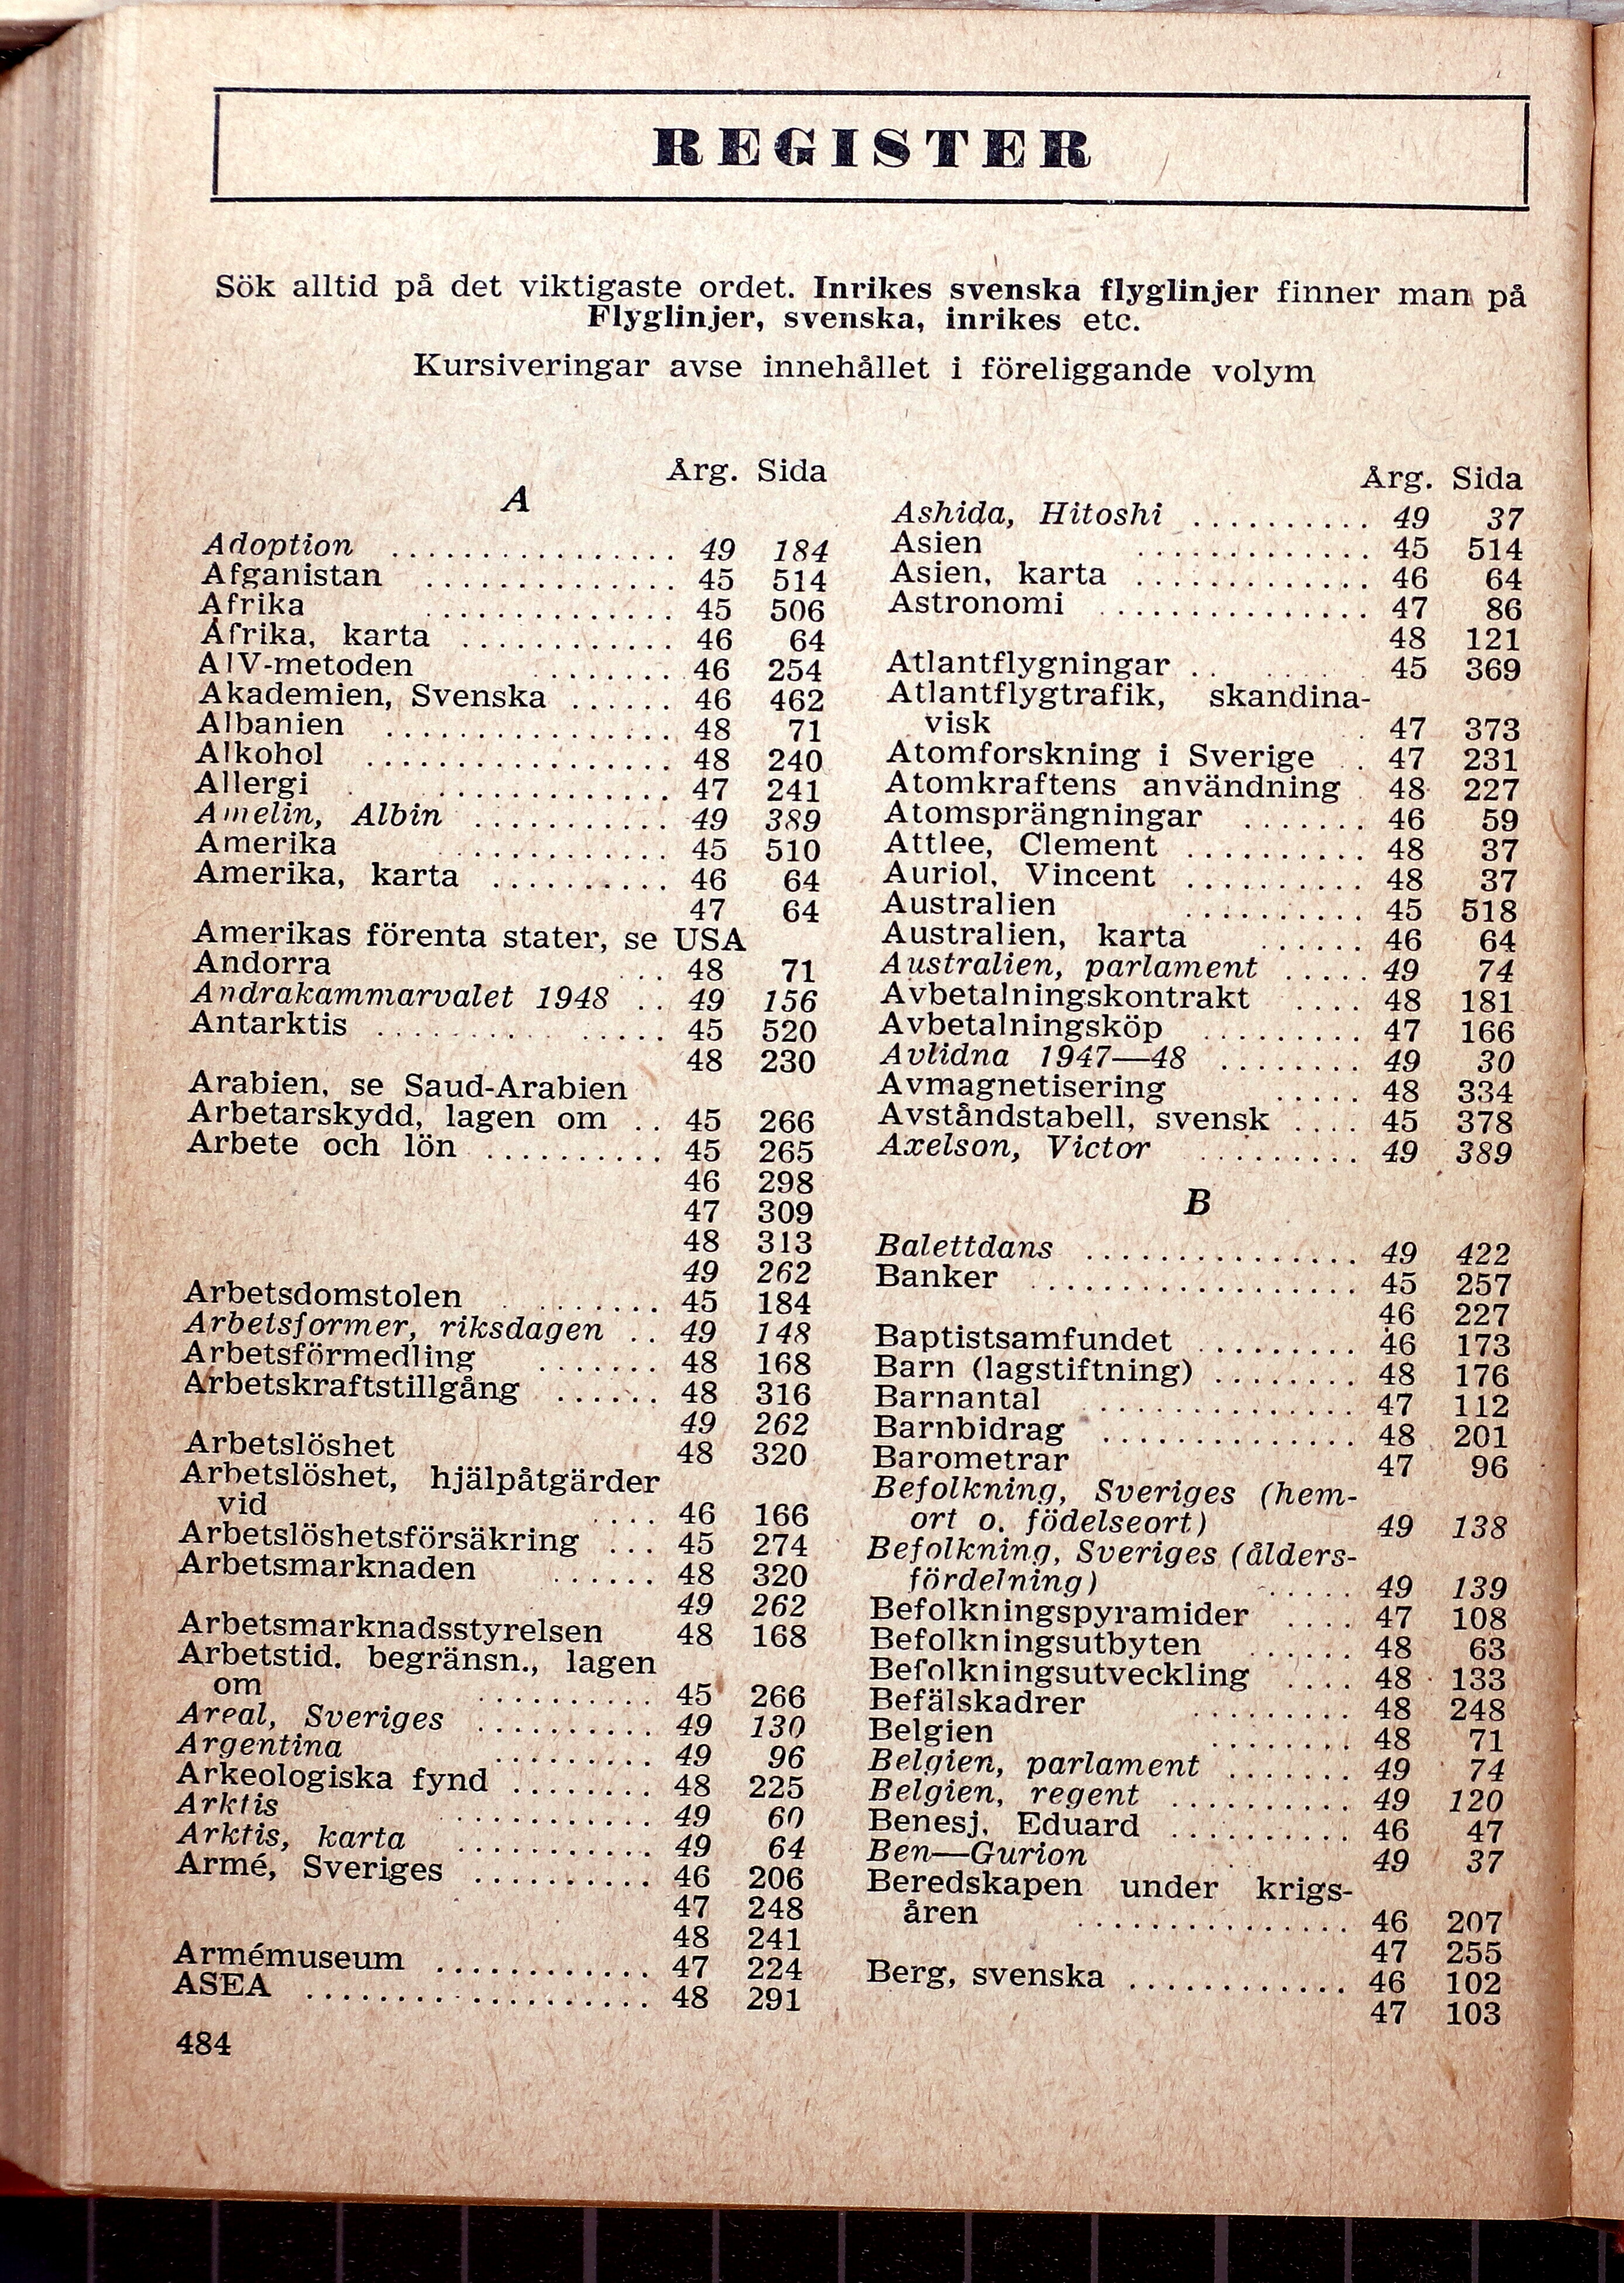 REGISTER
Sök alltid på det viktigaste ordet. Inrikes svenska flyglinjer finner man på
Flyglinjer, svenska, inrikes etc.
Kursiveringar avse innehållet i föreliggande volym
Årg. Sida
A
Adoption ................ 49 184
Afganistan .............. 45 514
Afrika .............. 45 506
Afrika, karta ............ 46 64
AIV-metoden ........ 46 254
Akademien, Svenska ...... 46 462
Albanien ................ 48 71
Alkohol ................. 48 240
Allergi . ............. 47 241
Amelin, Albin ........... 49 389
Amerika ............ 45 510
Amerika, karta .......... 46 64
47 64
Amerikas förenta stater, se USA
Andorra ... 48 71
Andrakammarvalet 1948 .. 49 156
Antarktis ......... ..... 45 520
48 230
Arabien, se Saud-Arabien
Arbetarskydd, lagen om .. 45 266
Arbete och lön .......... 45 265
46 298
47 309
48 313
49 262
Arbetsdomstolen ........ 45 184
Arbetsformer, riksdagen .. 49 148
Arbetsförmedling ....... 48 168
Arbetskraftstillgång ...... 48 316
49 262
Arbetslöshet 48 320
Arbetslöshet, hjälpåtgärder
vid .... 46 166
Arbetslöshetsförsäkring ... 45 274
Arbetsmarknaden ...... 48 320
49 262
Arbetsmarknadsstyrelsen 48 168
Arbetstid. begränsn., lagen
om .......... 45 266
Areal, Sveriges .......... 49 130
Argentina ......... 49 96
Arkeologiska fynd ........ 48 225
Arktis ............ 49 60
Arktis, karta ........... 49 64
Armé, Sveriges .......... 46 206
47 248
48 241
Armémuseum ............ 47 224
ASEA ................... 48 291
484
Årg. Sida
Ashida, Hitoshi .......... 49 37
Asien ............. 45 514
Asien, karta ............. 46 64
Astronomi ............... 47 86
48 121
Atlantflygningar .. ..... 45 369
Atlantflygtrafik, skandina-
visk . 47 373
Atomforskning i Sverige .. 47 231
Atomkraftens användning . 48 227
Atomsprängningar ....... 46 59
Attlee, Clement .......... 48 37
Auriol, Vincent .......... 48 37
Australien .......... 45 518
Australien, karta ...... 46 64
Australien, parlament ..... 49 74
Avbetalningskontrakt .... 48 181
Avbetalningsköp ......... 47 166
Avlidna 1947—48 ........ 49 30
Avmagnetisering ..... 48 334
Avståndstabell, svensk .... 45 378
Axelson, Victor ......... 49 389
B
Balettdans ............... 49 422
Banker .................. 45 257
46 227
Baptistsamfundet ......... 46 173
Barn (lagstiftning) ........ 48 176
Barnantal .............. 47 112
Barnbidrag .............. 48 201
Barometrar 47 96
Befolkning, Sveriges (hem-
ort o. födelseort) 49 138
Befolkning, Sveriges (ålders-
fördelning) ..... 49 139
Befolkningspyramider .... 47 108
Befolkningsutbyten ...... 48 63
Befolkningsutveckling .... 48 133
Befälskadrer ......... 48 248
Belgien ........ 48 71
Belgien, parlament ....... 49 74
Belgien, regent .......... 49 120
Benesj, Eduard .......... 46 47
Ben—Gurion 49 37
Beredskapen under krigs-
åren ............... 46 207
47 255
Berg, svenska ............ 46 102
47 103